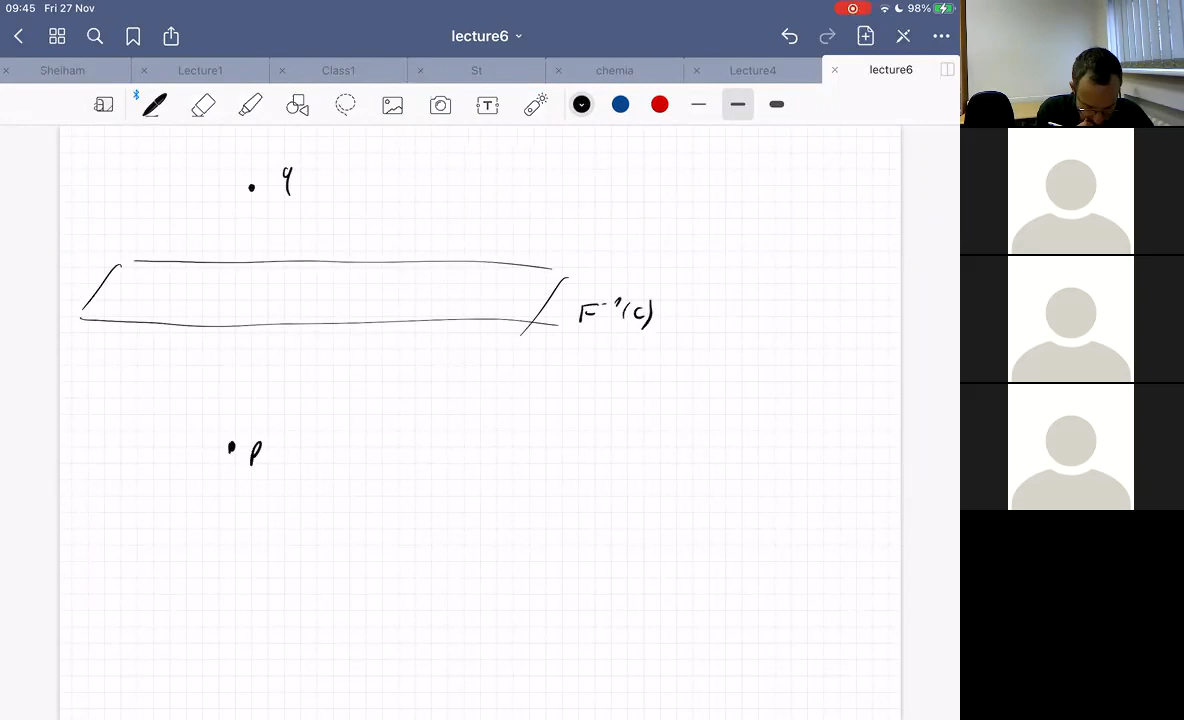 09:45 Fri 27 Nov 98%
lecture6
Sheiham Lecture1 Class1 St chemia Lecture4 lecture6
q
F⁻¹(c)
p